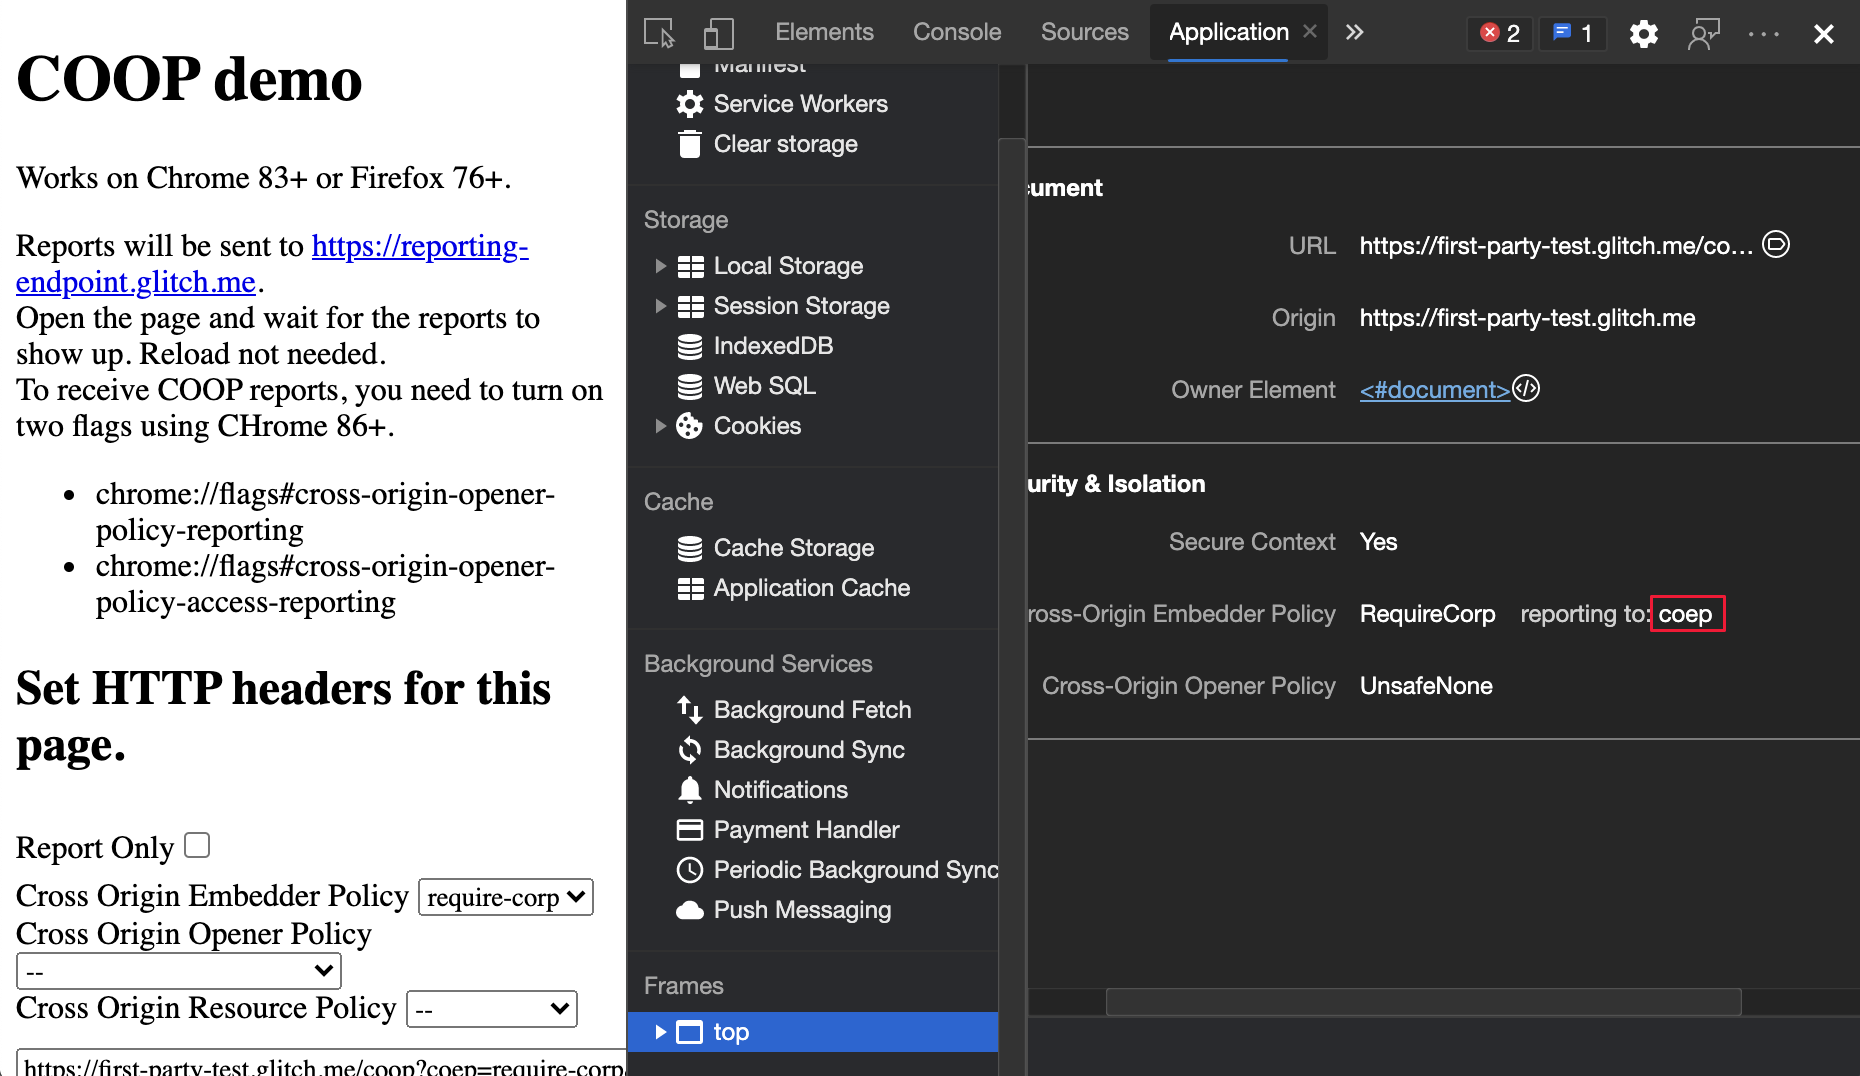 COOP demo
Works on Chrome 83+ or Firefox 76+.
Reports will be sent to https://reporting-
endpoint.glitch.me.
Open the page and wait for the reports to
show up. Reload not needed.
To receive COOP reports, you need to turn on
two flags using CHrome 86+.
• chrome://flags#cross-origin-opener-
policy-reporting
• chrome://flags#cross-origin-opener-
policy-access-reporting
Set HTTP headers for this
page.
Report Only
Cross Origin Embedder Policy require-corp
Cross Origin Opener Policy
--
Cross Origin Resource Policy --
https://first-party-test.glitch.me/coop?coep=require-corp
Elements Console Sources Application 2 1
Manifest
Service Workers
Clear storage
Storage
Local Storage
Session Storage
IndexedDB
Web SQL
Cookies
Cache
Cache Storage
Application Cache
Background Services
Background Fetch
Background Sync
Notifications
Payment Handler
Periodic Background Sync
Push Messaging
Frames
top
cument
URL https://first-party-test.glitch.me/co...
Origin https://first-party-test.glitch.me
Owner Element <#document>
urity & Isolation
Secure Context Yes
ross-Origin Embedder Policy RequireCorp reporting to: coep
Cross-Origin Opener Policy UnsafeNone